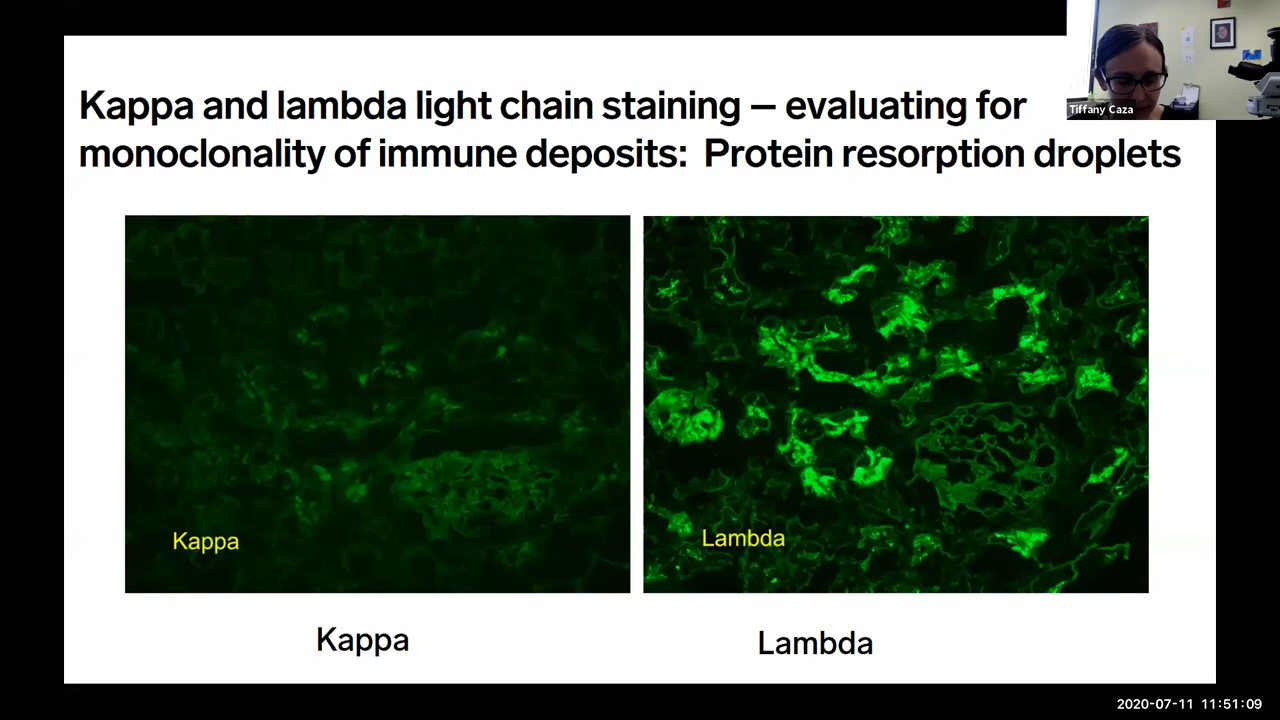 Kappa and lambda light chain staining – evaluating for
monoclonality of immune deposits: Protein resorption droplets
Tiffany Caza
Kappa
Lambda
Kappa
Lambda
2020-07-11 11:51:09